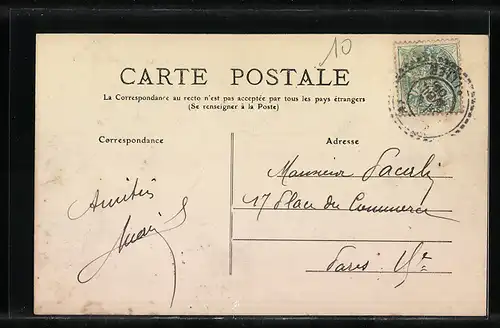 10
CARTE POSTALE
La Correspondance au recto n'est pas acceptée par tous les pays étrangers
(Se renseigner à la Poste)
Correspondance
Adresse
Amitiés
Monsieur Pacalij
17 Place du Commerce
Paris